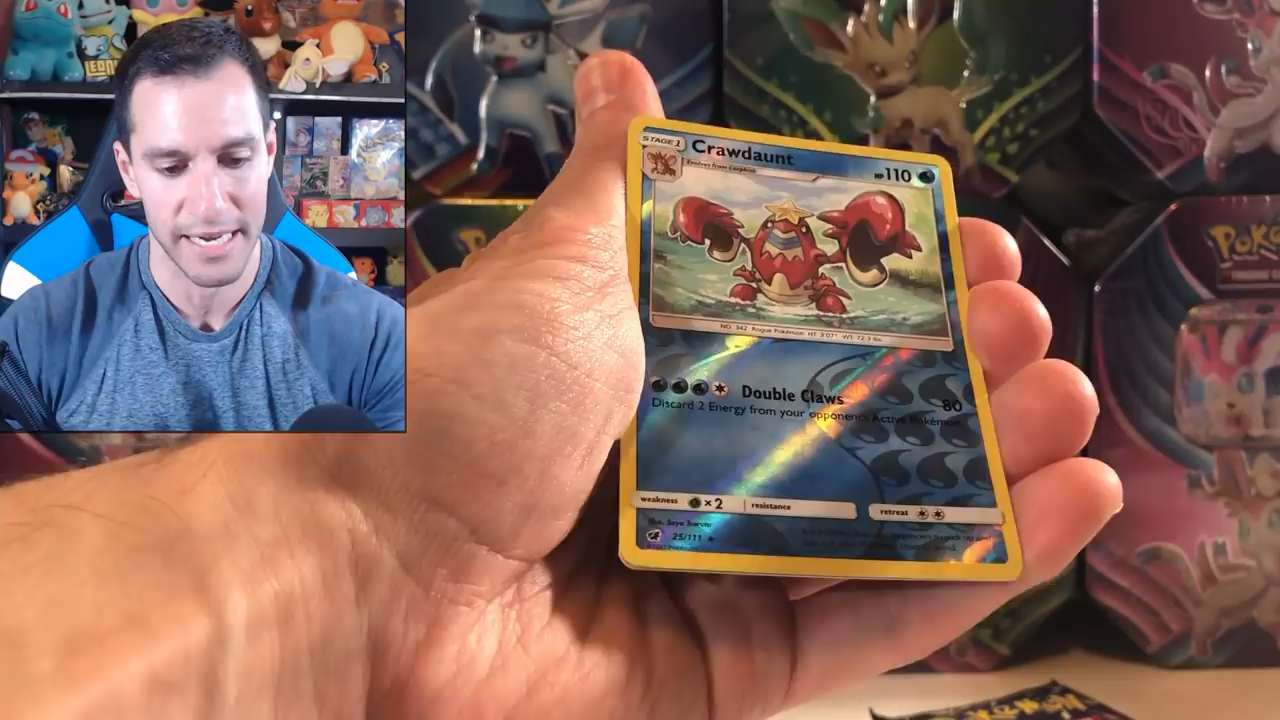 LEON
STAGE 1
Crawdaunt
HP110
Evolves from Corphish
NO. 342 Rogue Pokémon HT: 3'07" WT: 72.3 lbs.
Double Claws 80
Discard 2 Energy from your opponent's Active Pokémon.
weakness ×2 resistance retreat
Illus. Saya Tsuruta
25/111
POKÉMON